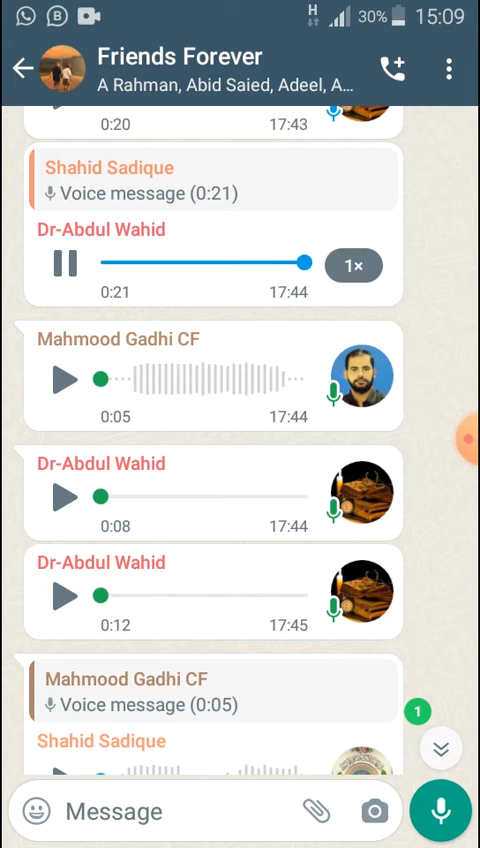 H 30% 15:09
Friends Forever
A Rahman, Abid Saied, Adeel, A...
0:20 17:43
Shahid Sadique
Voice message (0:21)
Dr-Abdul Wahid
1×
0:21 17:44
Mahmood Gadhi CF
0:05 17:44
Dr-Abdul Wahid
0:08 17:44
Dr-Abdul Wahid
0:12 17:45
Mahmood Gadhi CF
Voice message (0:05)
1
Shahid Sadique
Message